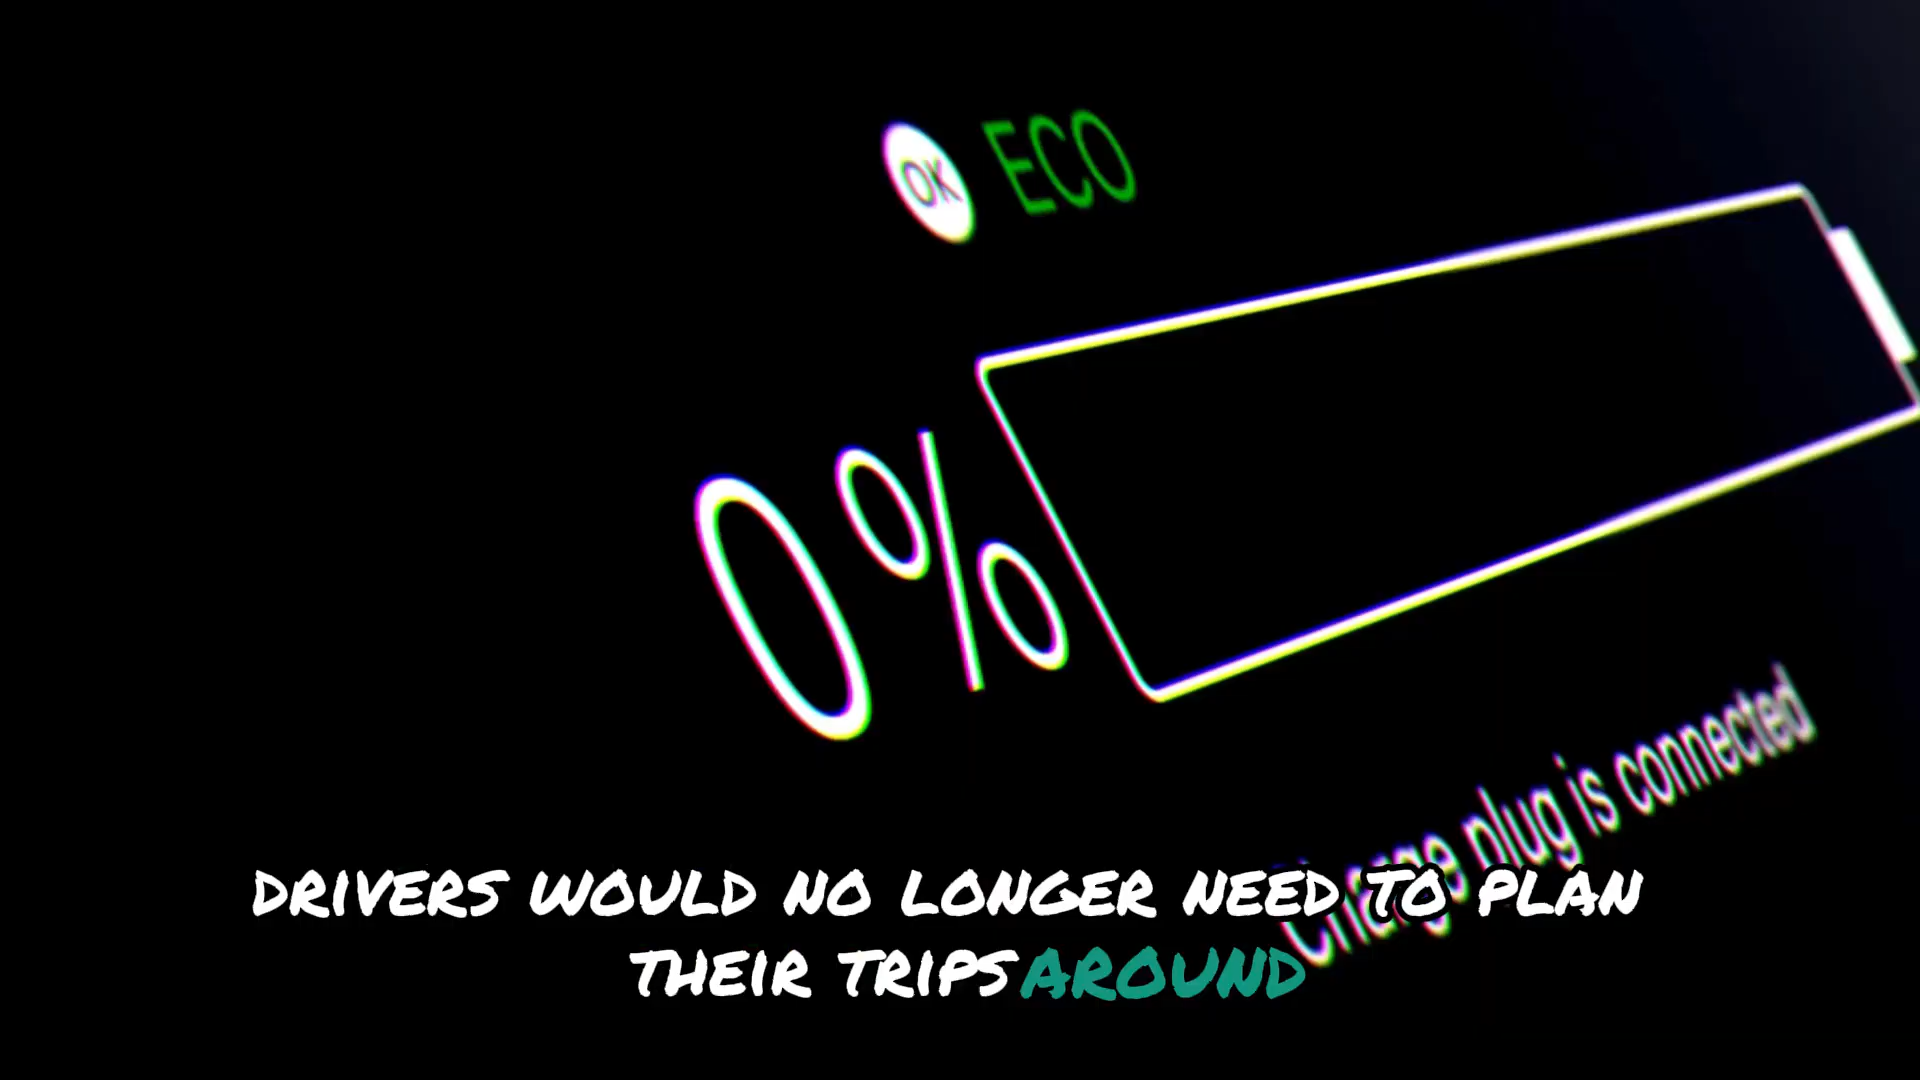 OK ECO
0%
Charge plug is connected
DRIVERS WOULD NO LONGER NEED TO PLAN
THEIR TRIPS AROUND